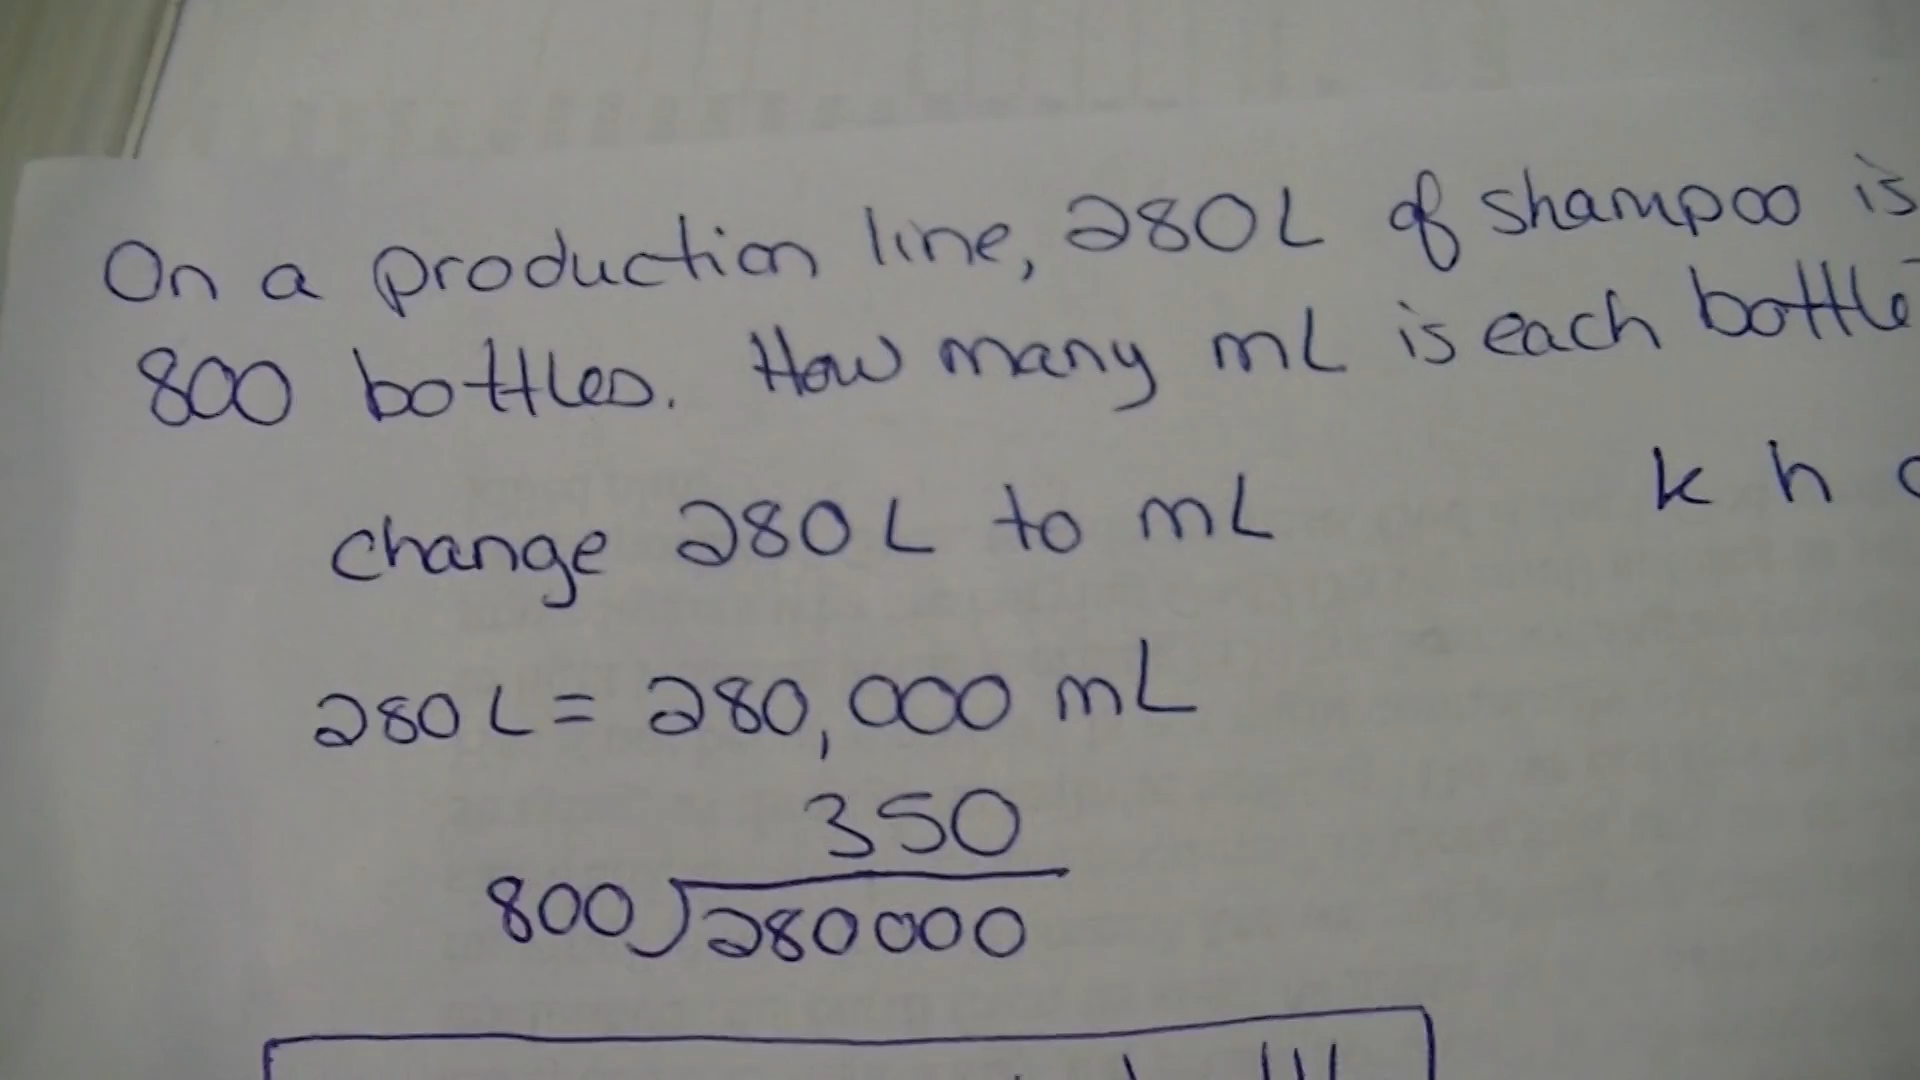 On a production line, 280L of shampoo is
800 bottles. How many mL is each bottle
change 280L to mL
k h
280L = 280,000 mL
350
800 280000